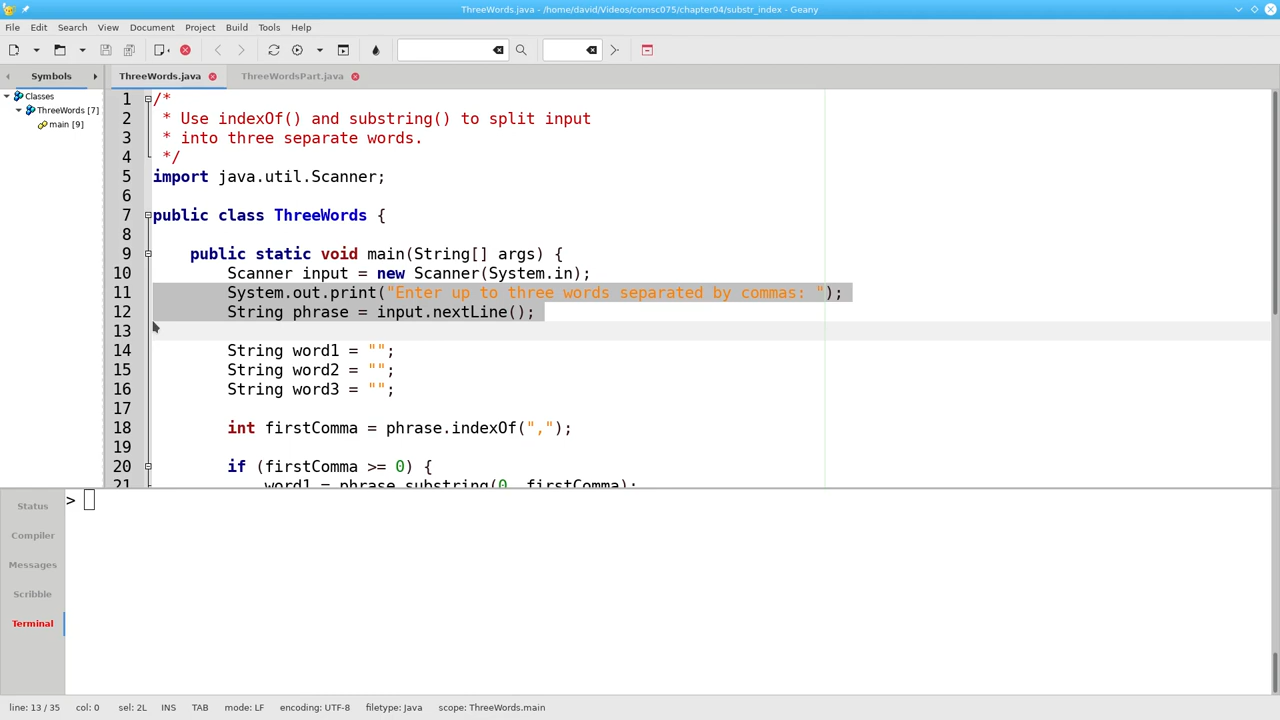 ThreeWords.java - /home/david/Videos/comsc075/chapter04/substr_index - Geany
File Edit Search View Document Project Build Tools Help
Symbols ThreeWords.java ThreeWordsPart.java
Classes
ThreeWords [7]
main [9]
1 /*
2  * Use indexOf() and substring() to split input
3  * into three separate words.
4  */
5 import java.util.Scanner;
6
7 public class ThreeWords {
8
9     public static void main(String[] args) {
10         Scanner input = new Scanner(System.in);
11         System.out.print("Enter up to three words separated by commas: ");
12         String phrase = input.nextLine();
13
14         String word1 = "";
15         String word2 = "";
16         String word3 = "";
17
18         int firstComma = phrase.indexOf(",");
19
20         if (firstComma >= 0) {
21             word1 = phrase.substring(0, firstComma);
>
Status
Compiler
Messages
Scribble
Terminal
line: 13 / 35 col: 0 sel: 2L INS TAB mode: LF encoding: UTF-8 filetype: Java scope: ThreeWords.main